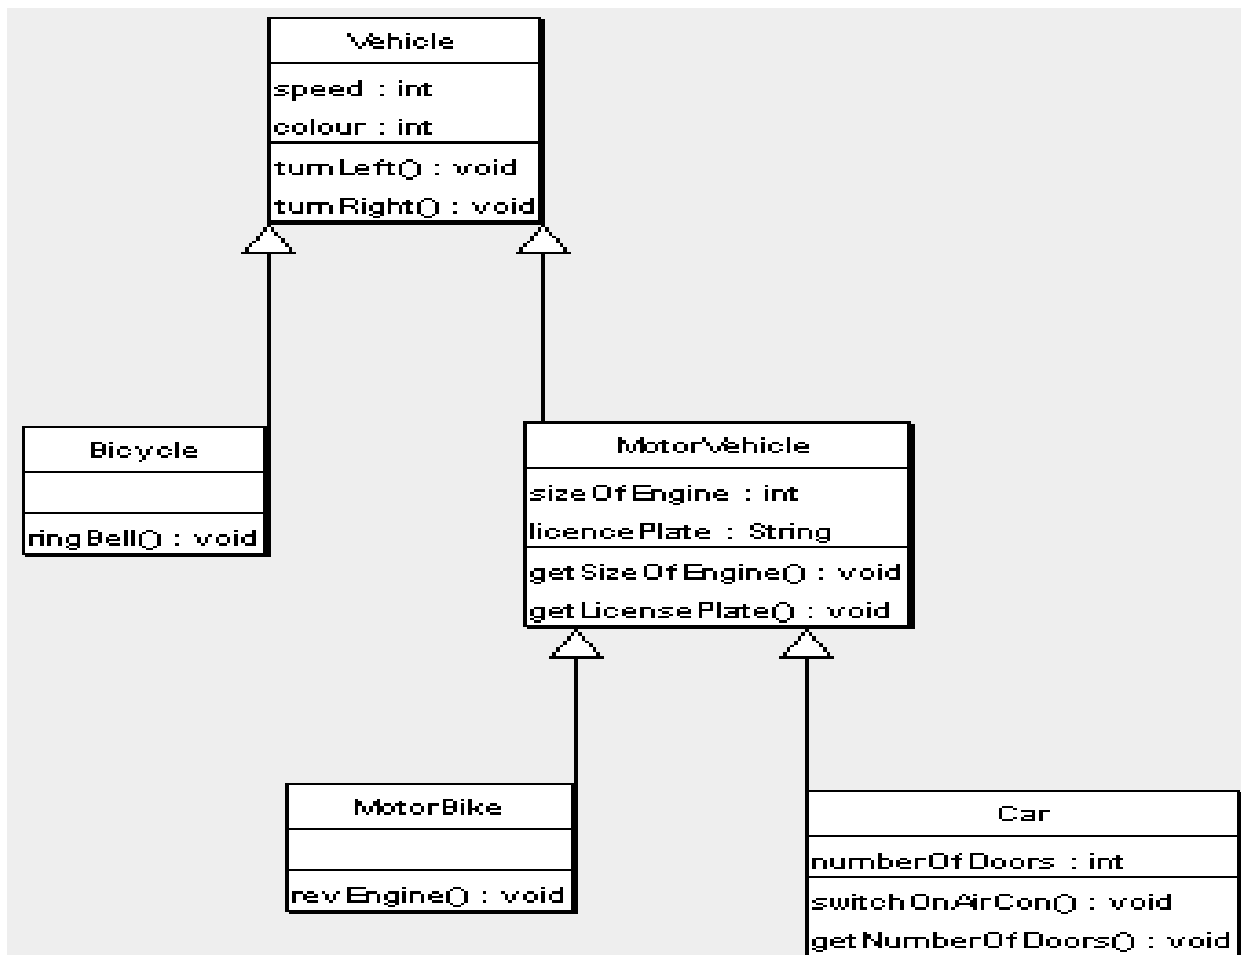 Vehicle
speed : int
colour : int
turnLeft() : void
turnRight() : void
Bicycle
ringBell() : void
MotorVehicle
sizeOfEngine : int
licencePlate : String
getSizeOfEngine() : void
getLicensePlate() : void
MotorBike
revEngine() : void
Car
numberOfDoors : int
switchOnAirCon() : void
getNumberOfDoors() : void